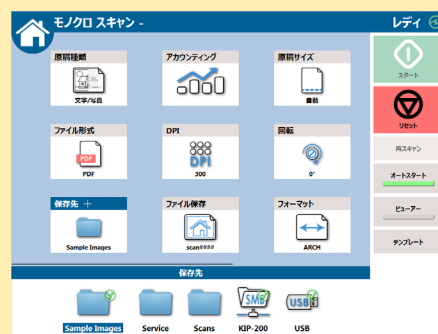 モノクロ スキャン -
レディ
原稿種類
アカウンティング
原稿サイズ
文字/写真
自動
ファイル形式
DPI
回転
PDF
DPI
PDF
300
0°
保存先 +
ファイル保存
フォーマット
Sample Images
scan####
ARCH
保存先
SMB
USB
Sample Images
Service
Scans
KIP-200
USB
スタート
リセット
再スキャン
オートスタート
ビューアー
テンプレート